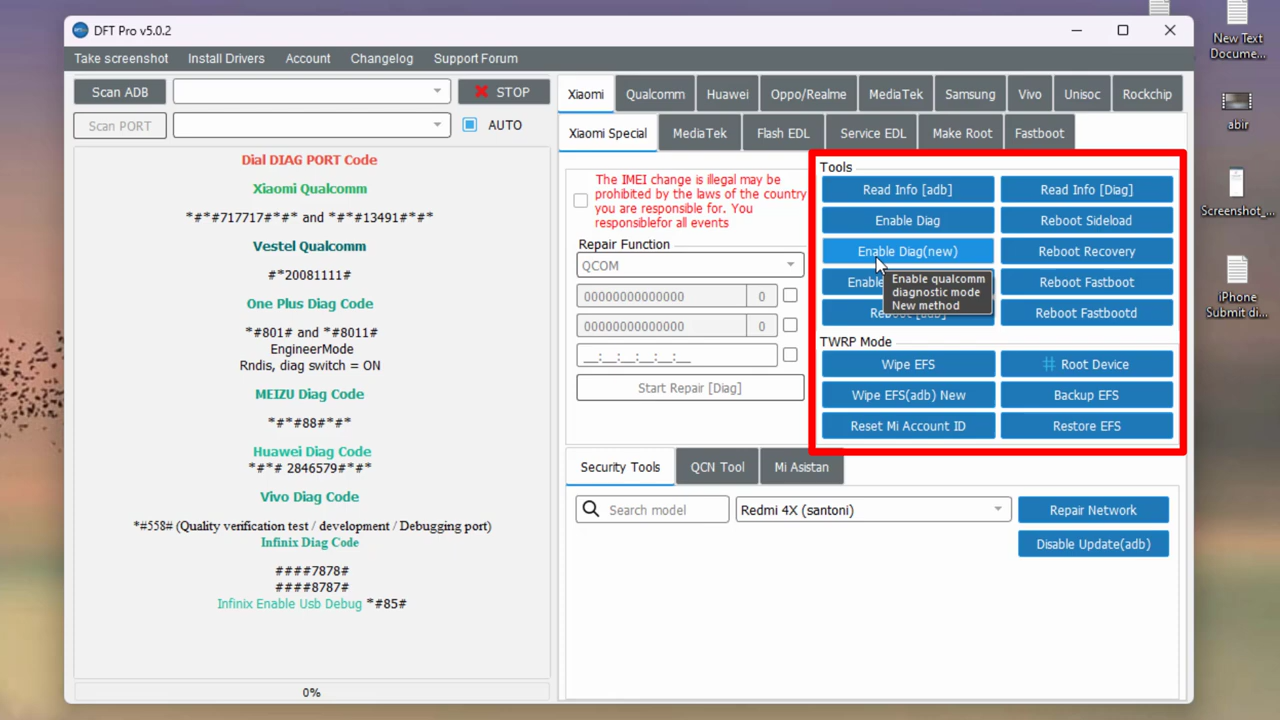 DFT Pro v5.0.2
Take screenshot Install Drivers Account Changelog Support Forum
Scan ADB
STOP
Scan PORT
AUTO
Dial DIAG PORT Code
Xiaomi Qualcomm
*#*#717717#*#* and *#*#13491#*#*
Vestel Qualcomm
#*20081111#
One Plus Diag Code
*#801# and *#8011#
EngineerMode
Rndis, diag switch = ON
MEIZU Diag Code
*#*#88#*#*
Huawei Diag Code
*#*# 2846579#*#*
Vivo Diag Code
*#558# (Quality verification test / development / Debugging port)
Infinix Diag Code
####7878#
####8787#
Infinix Enable Usb Debug *#85#
0%
Xiaomi Qualcomm Huawei Oppo/Realme MediaTek Samsung Vivo Unisoc Rockchip
Xiaomi Special MediaTek Flash EDL Service EDL Make Root Fastboot
The IMEI change is illegal may be
prohibited by the laws of the country
you are responsible for. You
responsiblefor all events
Repair Function
QCOM
00000000000000 0
00000000000000 0
__:__:__:__:__:__
Start Repair [Diag]
Tools
Read Info [adb] Read Info [Diag]
Enable Diag Reboot Sideload
Enable Diag(new) Reboot Recovery
Enable Reboot Fastboot
Reboot [adb] Reboot Fastbootd
Enable qualcomm
diagnostic mode
New method
TWRP Mode
Wipe EFS # Root Device
Wipe EFS(adb) New Backup EFS
Reset Mi Account ID Restore EFS
Security Tools QCN Tool Mi Asistan
Search model Redmi 4X (santoni) Repair Network
Disable Update(adb)
New Text
Docume...
abir
Screenshot_...
iPhone
Submit di...